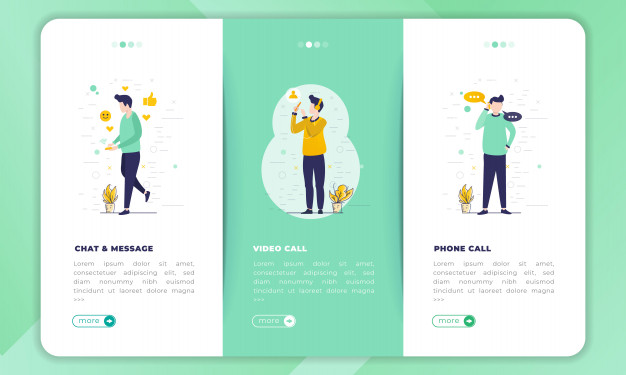 CHAT & MESSAGE
Lorem ipsum dolor sit amet,
consectetuer adipiscing elit,
sed diam nonummy nibh
euismod tincidunt ut laoreet
tincidunt ut laoreet dolore magna
>>>
more
VIDEO CALL
Lorem ipsum dolor sit amet,
consectetuer adipiscing elit, sed
diam nonummy nibh euismod
tincidunt ut laoreet dolore magna
>>>
more
PHONE CALL
Lorem ipsum dolor sit amet,
consectetuer adipiscing elit, sed
diam nonummy nibh euismod
tincidunt ut laoreet dolore magna
>>>
more